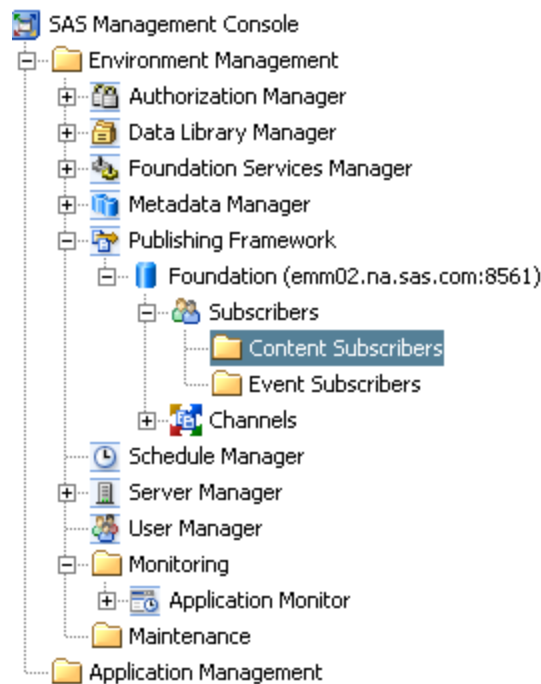 SAS Management Console
Environment Management
Authorization Manager
Data Library Manager
Foundation Services Manager
Metadata Manager
Publishing Framework
Foundation (emm02.na.sas.com:8561)
Subscribers
Content Subscribers
Event Subscribers
Channels
Schedule Manager
Server Manager
User Manager
Monitoring
Application Monitor
Maintenance
Application Management